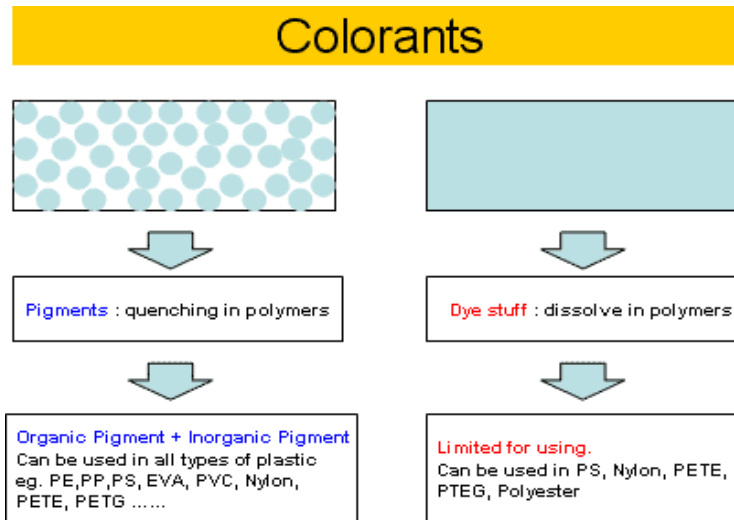 Colorants
Pigments : quenching in polymers
Dye stuff : dissolve in polymers
Organic Pigment + Inorganic Pigment
Can be used in all types of plastic
eg. PE,PP,PS, EVA, PVC, Nylon,
PETE, PETG ......
Limited for using.
Can be used in PS, Nylon, PETE,
PTEG, Polyester